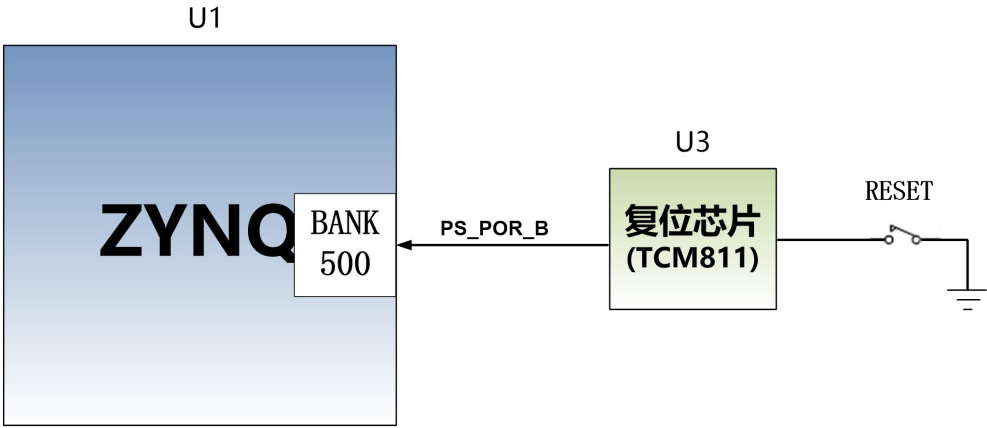 U1
ZYNQ
BANK
500
PS_POR_B
U3
复位芯片
(TCM811)
RESET